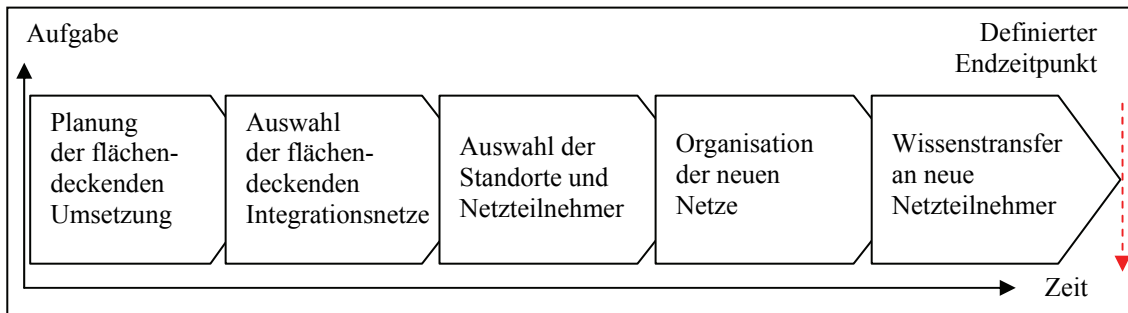 Aufgabe
Definierter
Endzeitpunkt
Planung
der flächen-
deckenden
Umsetzung
Auswahl
der flächen-
deckenden
Integrationsnetze
Auswahl der
Standorte und
Netzteilnehmer
Organisation
der neuen
Netze
Wissenstransfer
an neue
Netzteilnehmer
Zeit